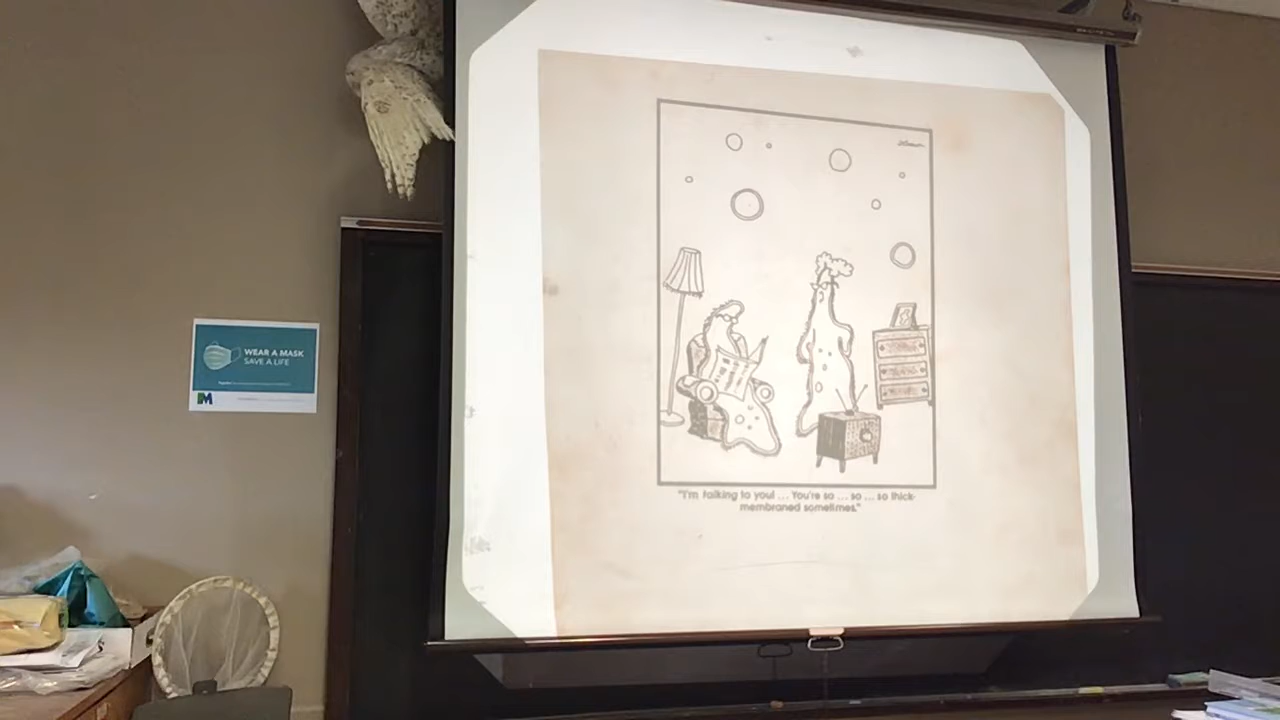 WEAR A MASK
SAVE A LIFE
"I'm talking to you! ... You're so ... so ... so thick-
membraned sometimes."